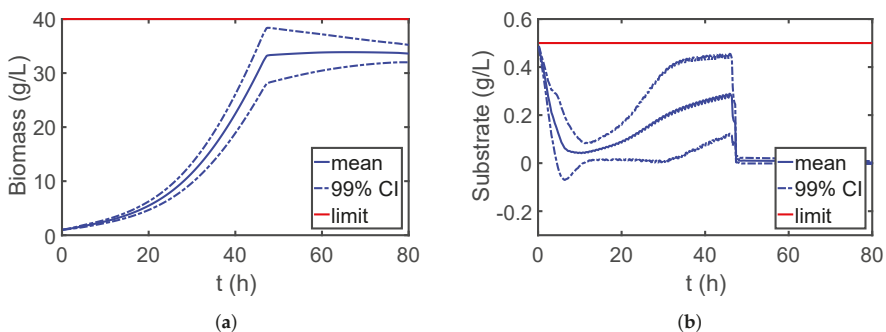 40
30
20
10
0
Biomass (g/L)
mean
99% CI
limit
0 20 40 60 80
t (h)
(a)
0.6
0.4
0.2
0
-0.2
Substrate (g/L)
mean
99% CI
limit
0 20 40 60 80
t (h)
(b)